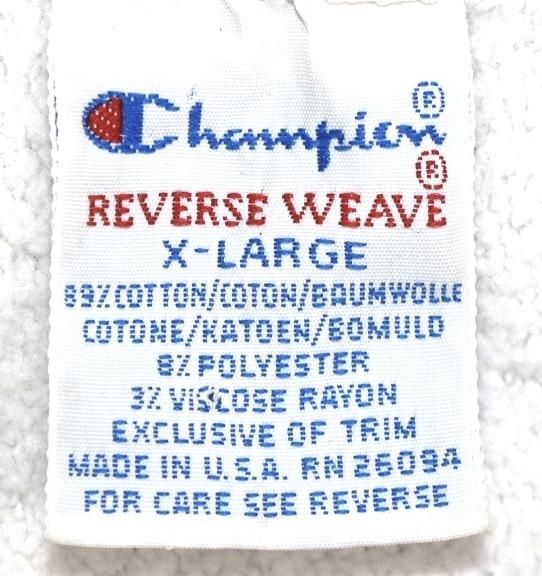 Champion®
REVERSE WEAVE®
X-LARGE
89% COTTON/COTON/BAUMWOLLE
COTONE/KATOEN/BOMULD
8% POLYESTER
3% VISCOSE RAYON
EXCLUSIVE OF TRIM
MADE IN U.S.A. RN 26094
FOR CARE SEE REVERSE